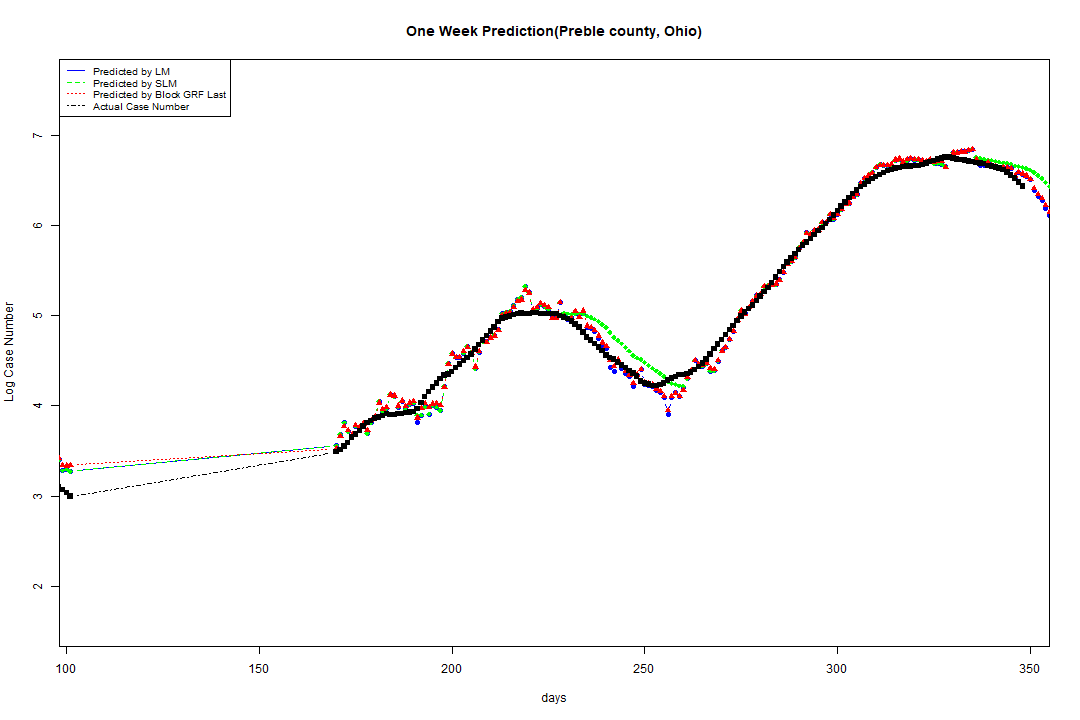 One Week Prediction(Preble county, Ohio)
Predicted by LM
Predicted by SLM
Predicted by Block GRF Last
Actual Case Number
7
6
5
4
3
2
Log Case Number
100 150 200 250 300 350
days